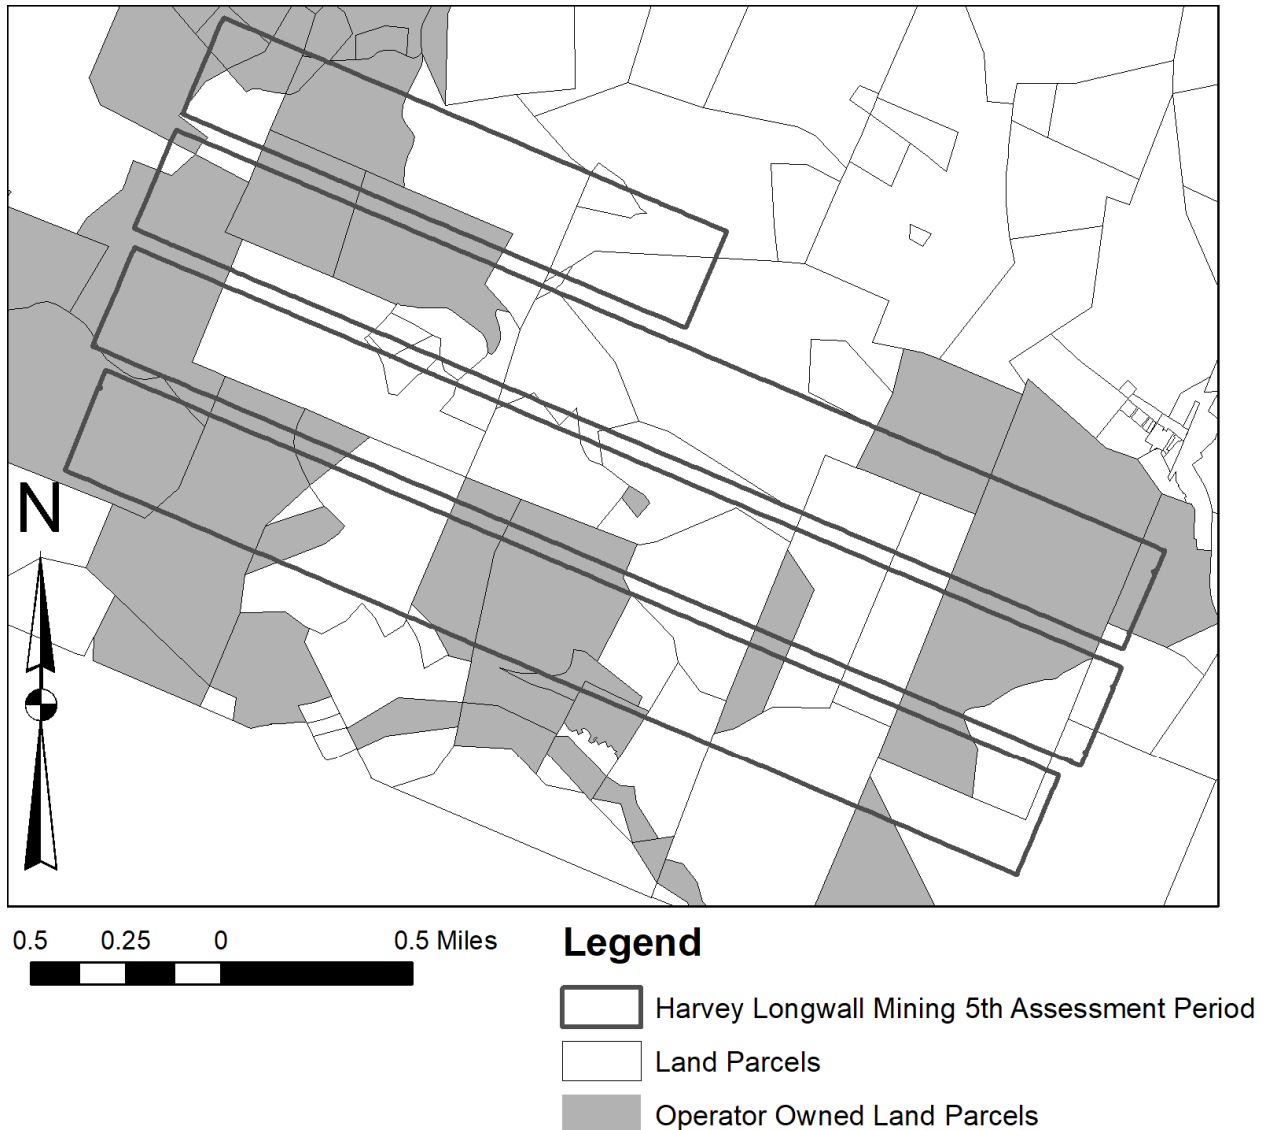 N
0.5 0.25 0 0.5 Miles
Legend
Harvey Longwall Mining 5th Assessment Period
Land Parcels
Operator Owned Land Parcels